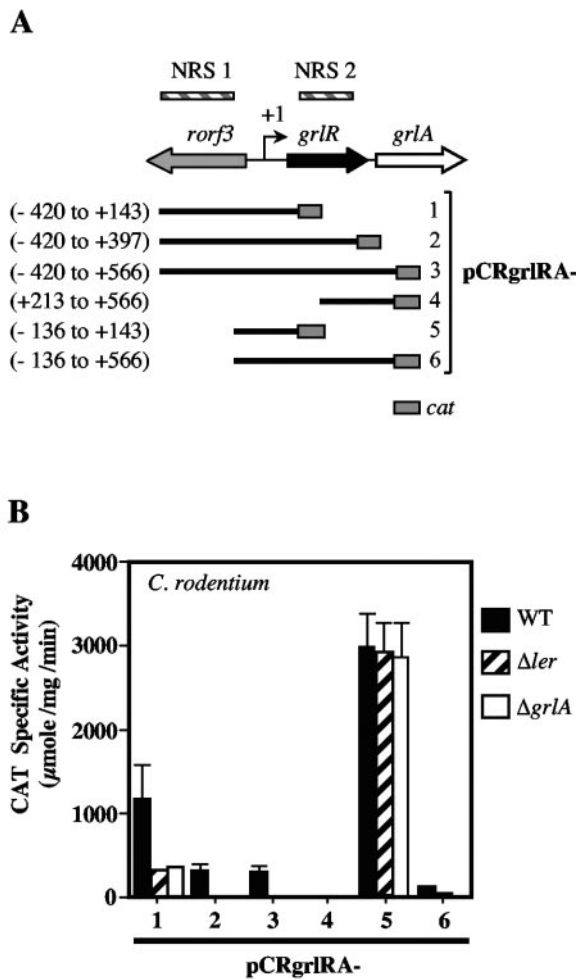 A
NRS 1 NRS 2
+1
rorf3 grlR grlA
(- 420 to +143) 1
(- 420 to +397) 2
(- 420 to +566) 3
(+213 to +566) 4
(- 136 to +143) 5
(- 136 to +566) 6
pCRgrlRA-
cat
B
4000
3000
2000
1000
0
CAT Specific Activity
(µmole /mg /min)
C. rodentium
WT
Δler
ΔgrlA
1 2 3 4 5 6
pCRgrlRA-